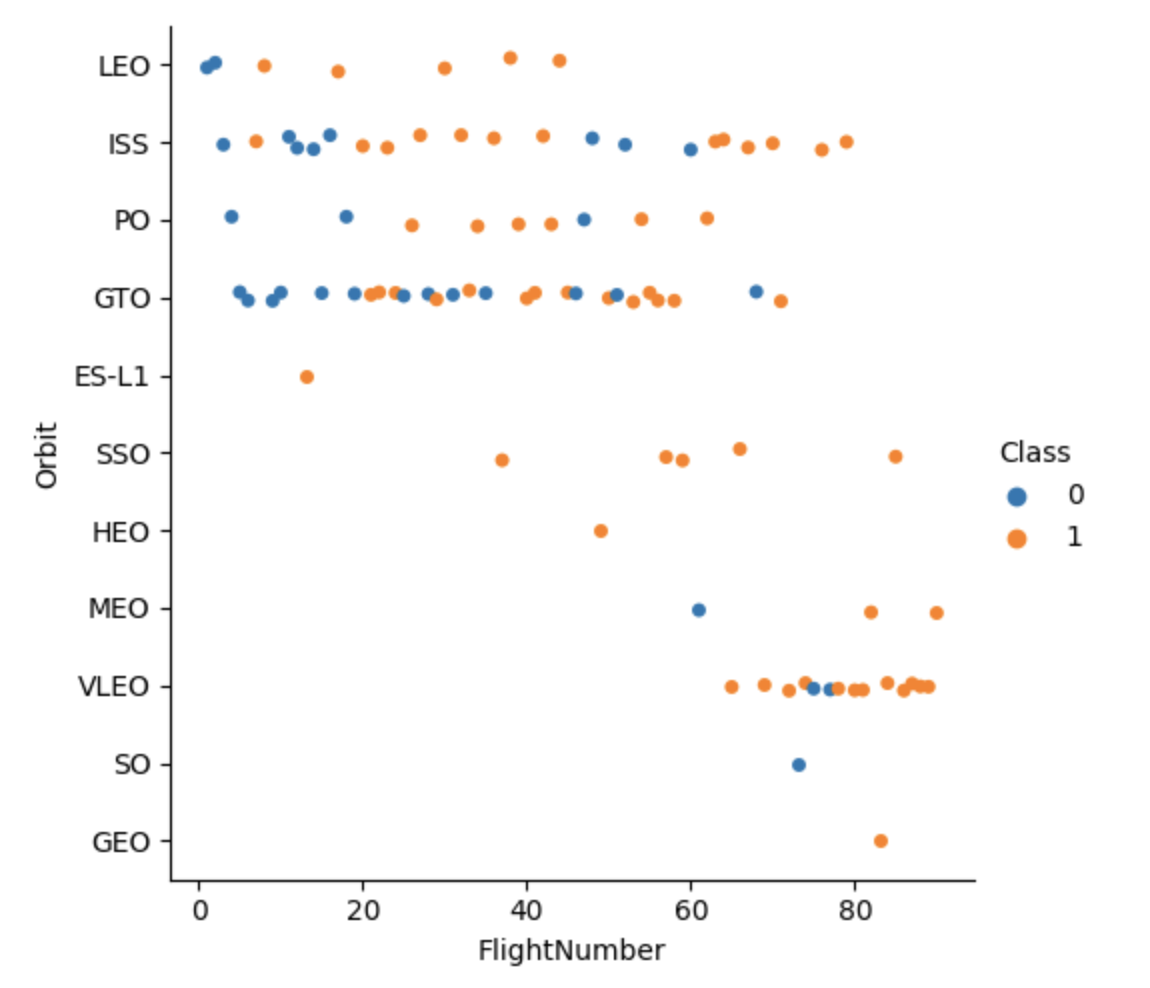 LEO
ISS
PO
GTO
ES-L1
SSO
HEO
MEO
VLEO
SO
GEO
Orbit
0 20 40 60 80
FlightNumber
Class
0
1